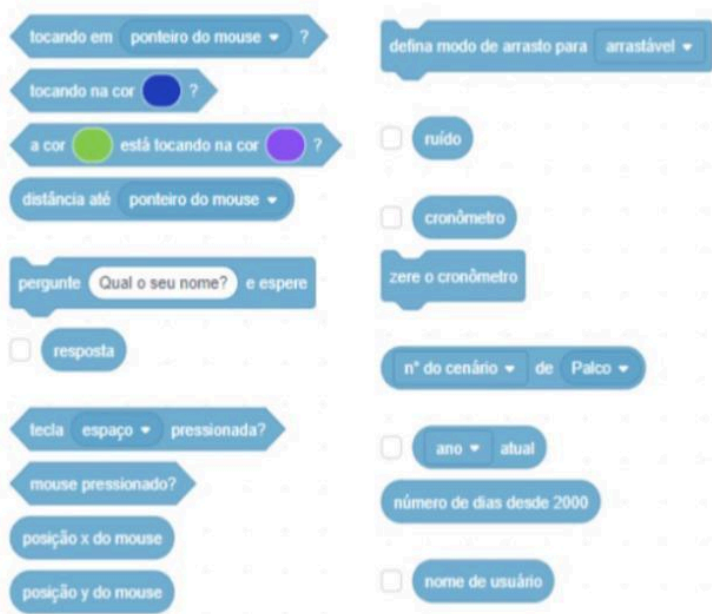 tocando em ponteiro do mouse ?
tocando na cor ?
a cor está tocando na cor ?
distância até ponteiro do mouse
pergunte Qual o seu nome? e espere
resposta
tecla espaço pressionada?
mouse pressionado?
posição x do mouse
posição y do mouse
defina modo de arrasto para arrastável
ruído
cronômetro
zere o cronômetro
n° do cenário de Palco
ano atual
número de dias desde 2000
nome de usuário